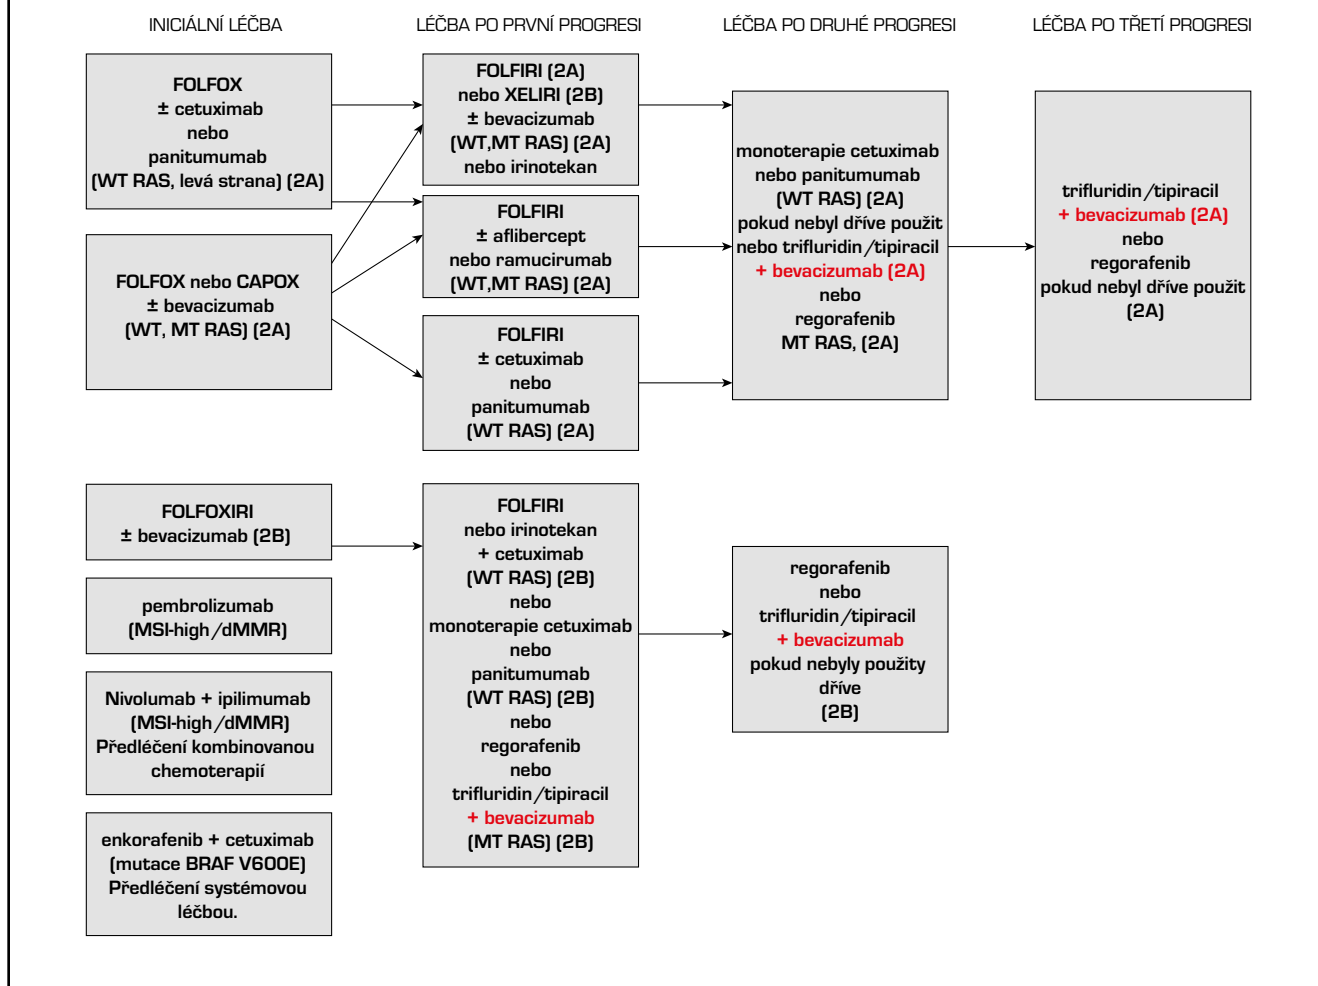 INICIÁLNÍ LÉČBA
LÉČBA PO PRVNÍ PROGRESI
LÉČBA PO DRUHÉ PROGRESI
LÉČBA PO TŘETÍ PROGRESI
FOLFOX
± cetuximab
nebo
panitumumab
(WT RAS, levá strana) (2A)
FOLFOX nebo CAPOX
± bevacizumab
(WT, MT RAS) (2A)
FOLFIRI (2A)
nebo XELIRI (2B)
± bevacizumab
(WT,MT RAS) (2A)
nebo irinotekan
FOLFIRI
± aflibercept
nebo ramucirumab
(WT,MT RAS) (2A)
FOLFIRI
± cetuximab
nebo
panitumumab
(WT RAS) (2A)
monoterapie cetuximab
nebo panitumumab
(WT RAS) (2A)
pokud nebyl dříve použit
nebo trifluridin/tipiracil
+ bevacizumab (2A)
nebo
regorafenib
MT RAS, (2A)
trifluridin/tipiracil
+ bevacizumab (2A)
nebo
regorafenib
pokud nebyl dříve použit
(2A)
FOLFOXIRI
± bevacizumab (2B)
pembrolizumab
(MSI-high/dMMR)
Nivolumab + ipilimumab
(MSI-high/dMMR)
Předléčení kombinovanou
chemoterapií
enkorafenib + cetuximab
(mutace BRAF V600E)
Předléčení systémovou
léčbou.
FOLFIRI
nebo irinotekan
+ cetuximab
(WT RAS) (2B)
nebo
monoterapie cetuximab
nebo
panitumumab
(WT RAS) (2B)
nebo
regorafenib
nebo
trifluridin/tipiracil
+ bevacizumab
(MT RAS) (2B)
regorafenib
nebo
trifluridin/tipiracil
+ bevacizumab
pokud nebyly použity
dříve
(2B)